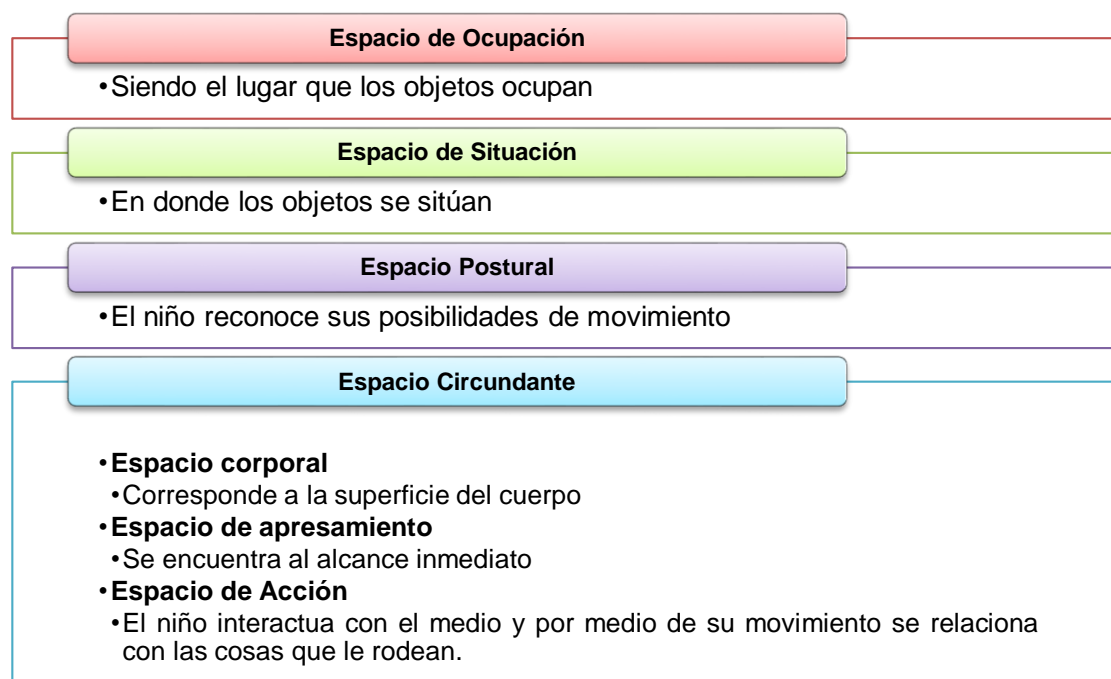 Espacio de Ocupación
•Siendo el lugar que los objetos ocupan
Espacio de Situación
•En donde los objetos se sitúan
Espacio Postural
•El niño reconoce sus posibilidades de movimiento
Espacio Circundante
•Espacio corporal
•Corresponde a la superficie del cuerpo
•Espacio de apresamiento
•Se encuentra al alcance inmediato
•Espacio de Acción
•El niño interactua con el medio y por medio de su movimiento se relaciona
con las cosas que le rodean.